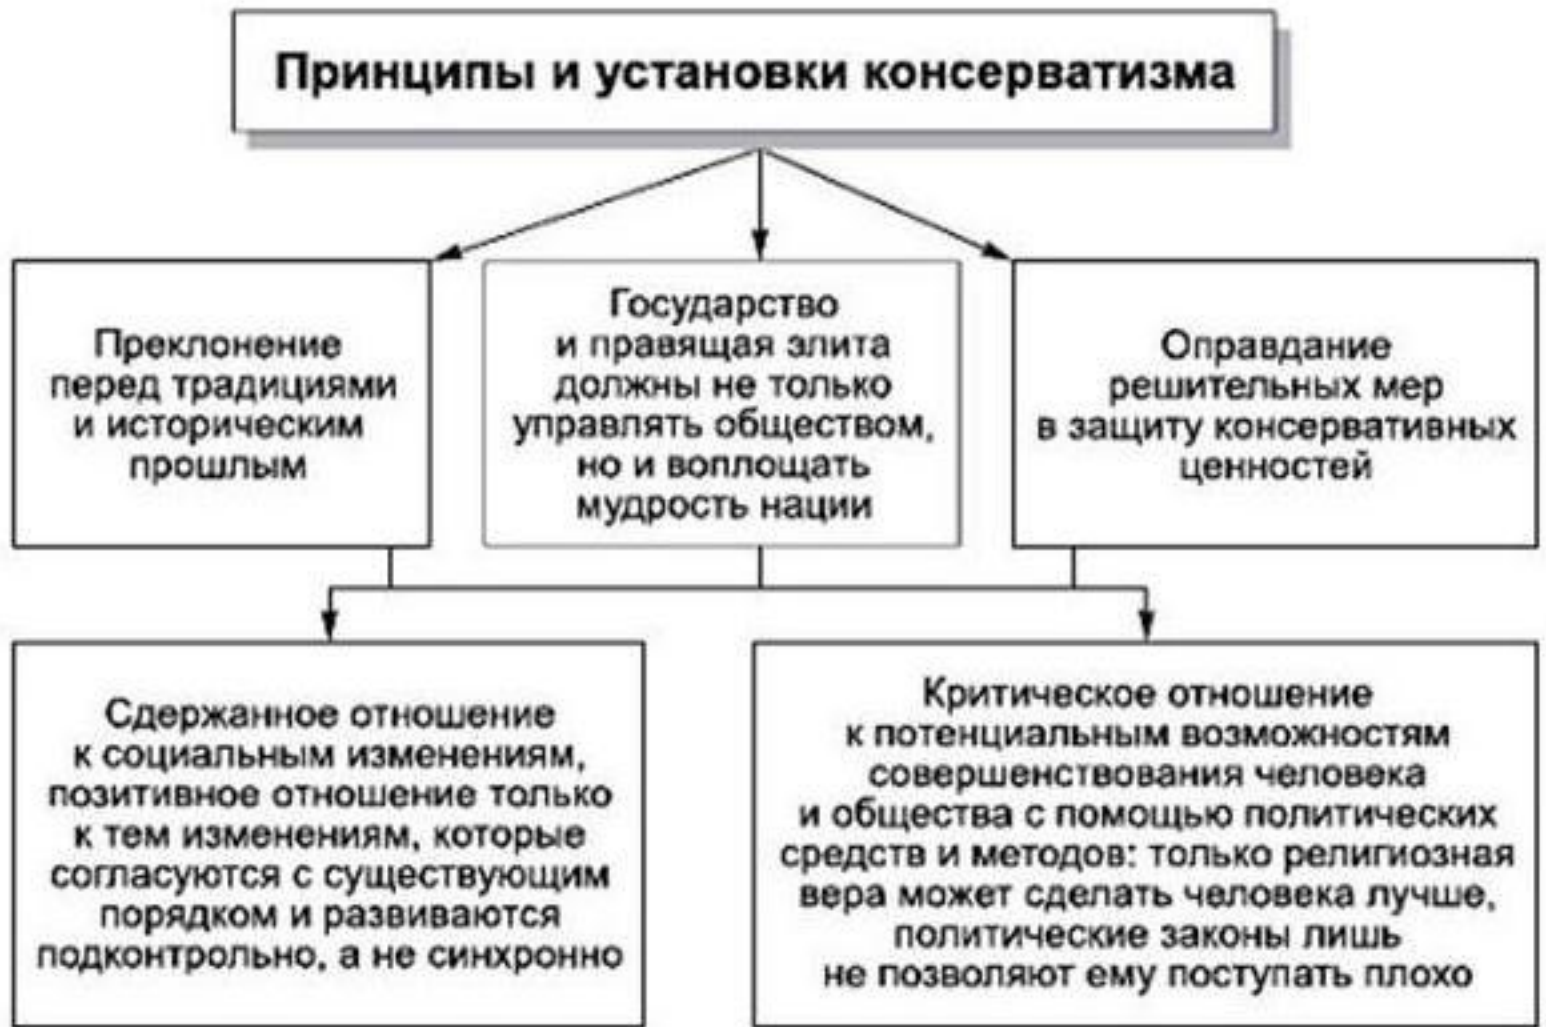 Принципы и установки консерватизма
Преклонение
перед традициями
и историческим
прошлым
Государство
и правящая элита
должны не только
управлять обществом,
но и воплощать
мудрость нации
Оправдание
решительных мер
в защиту консервативных
ценностей
Сдержанное отношение
к социальным изменениям,
позитивное отношение только
к тем изменениям, которые
согласуются с существующим
порядком и развиваются
подконтрольно, а не синхронно
Критическое отношение
к потенциальным возможностям
совершенствования человека
и общества с помощью политических
средств и методов: только религиозная
вера может сделать человека лучше,
политические законы лишь
не позволяют ему поступать плохо